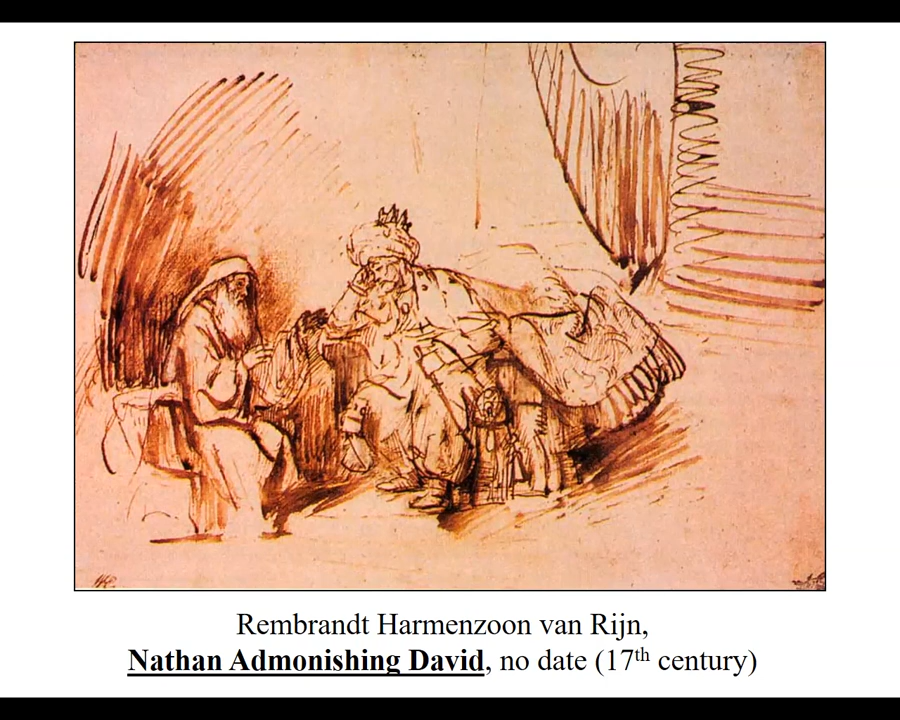 Rembrandt Harmenzoon van Rijn,
Nathan Admonishing David, no date (17th century)